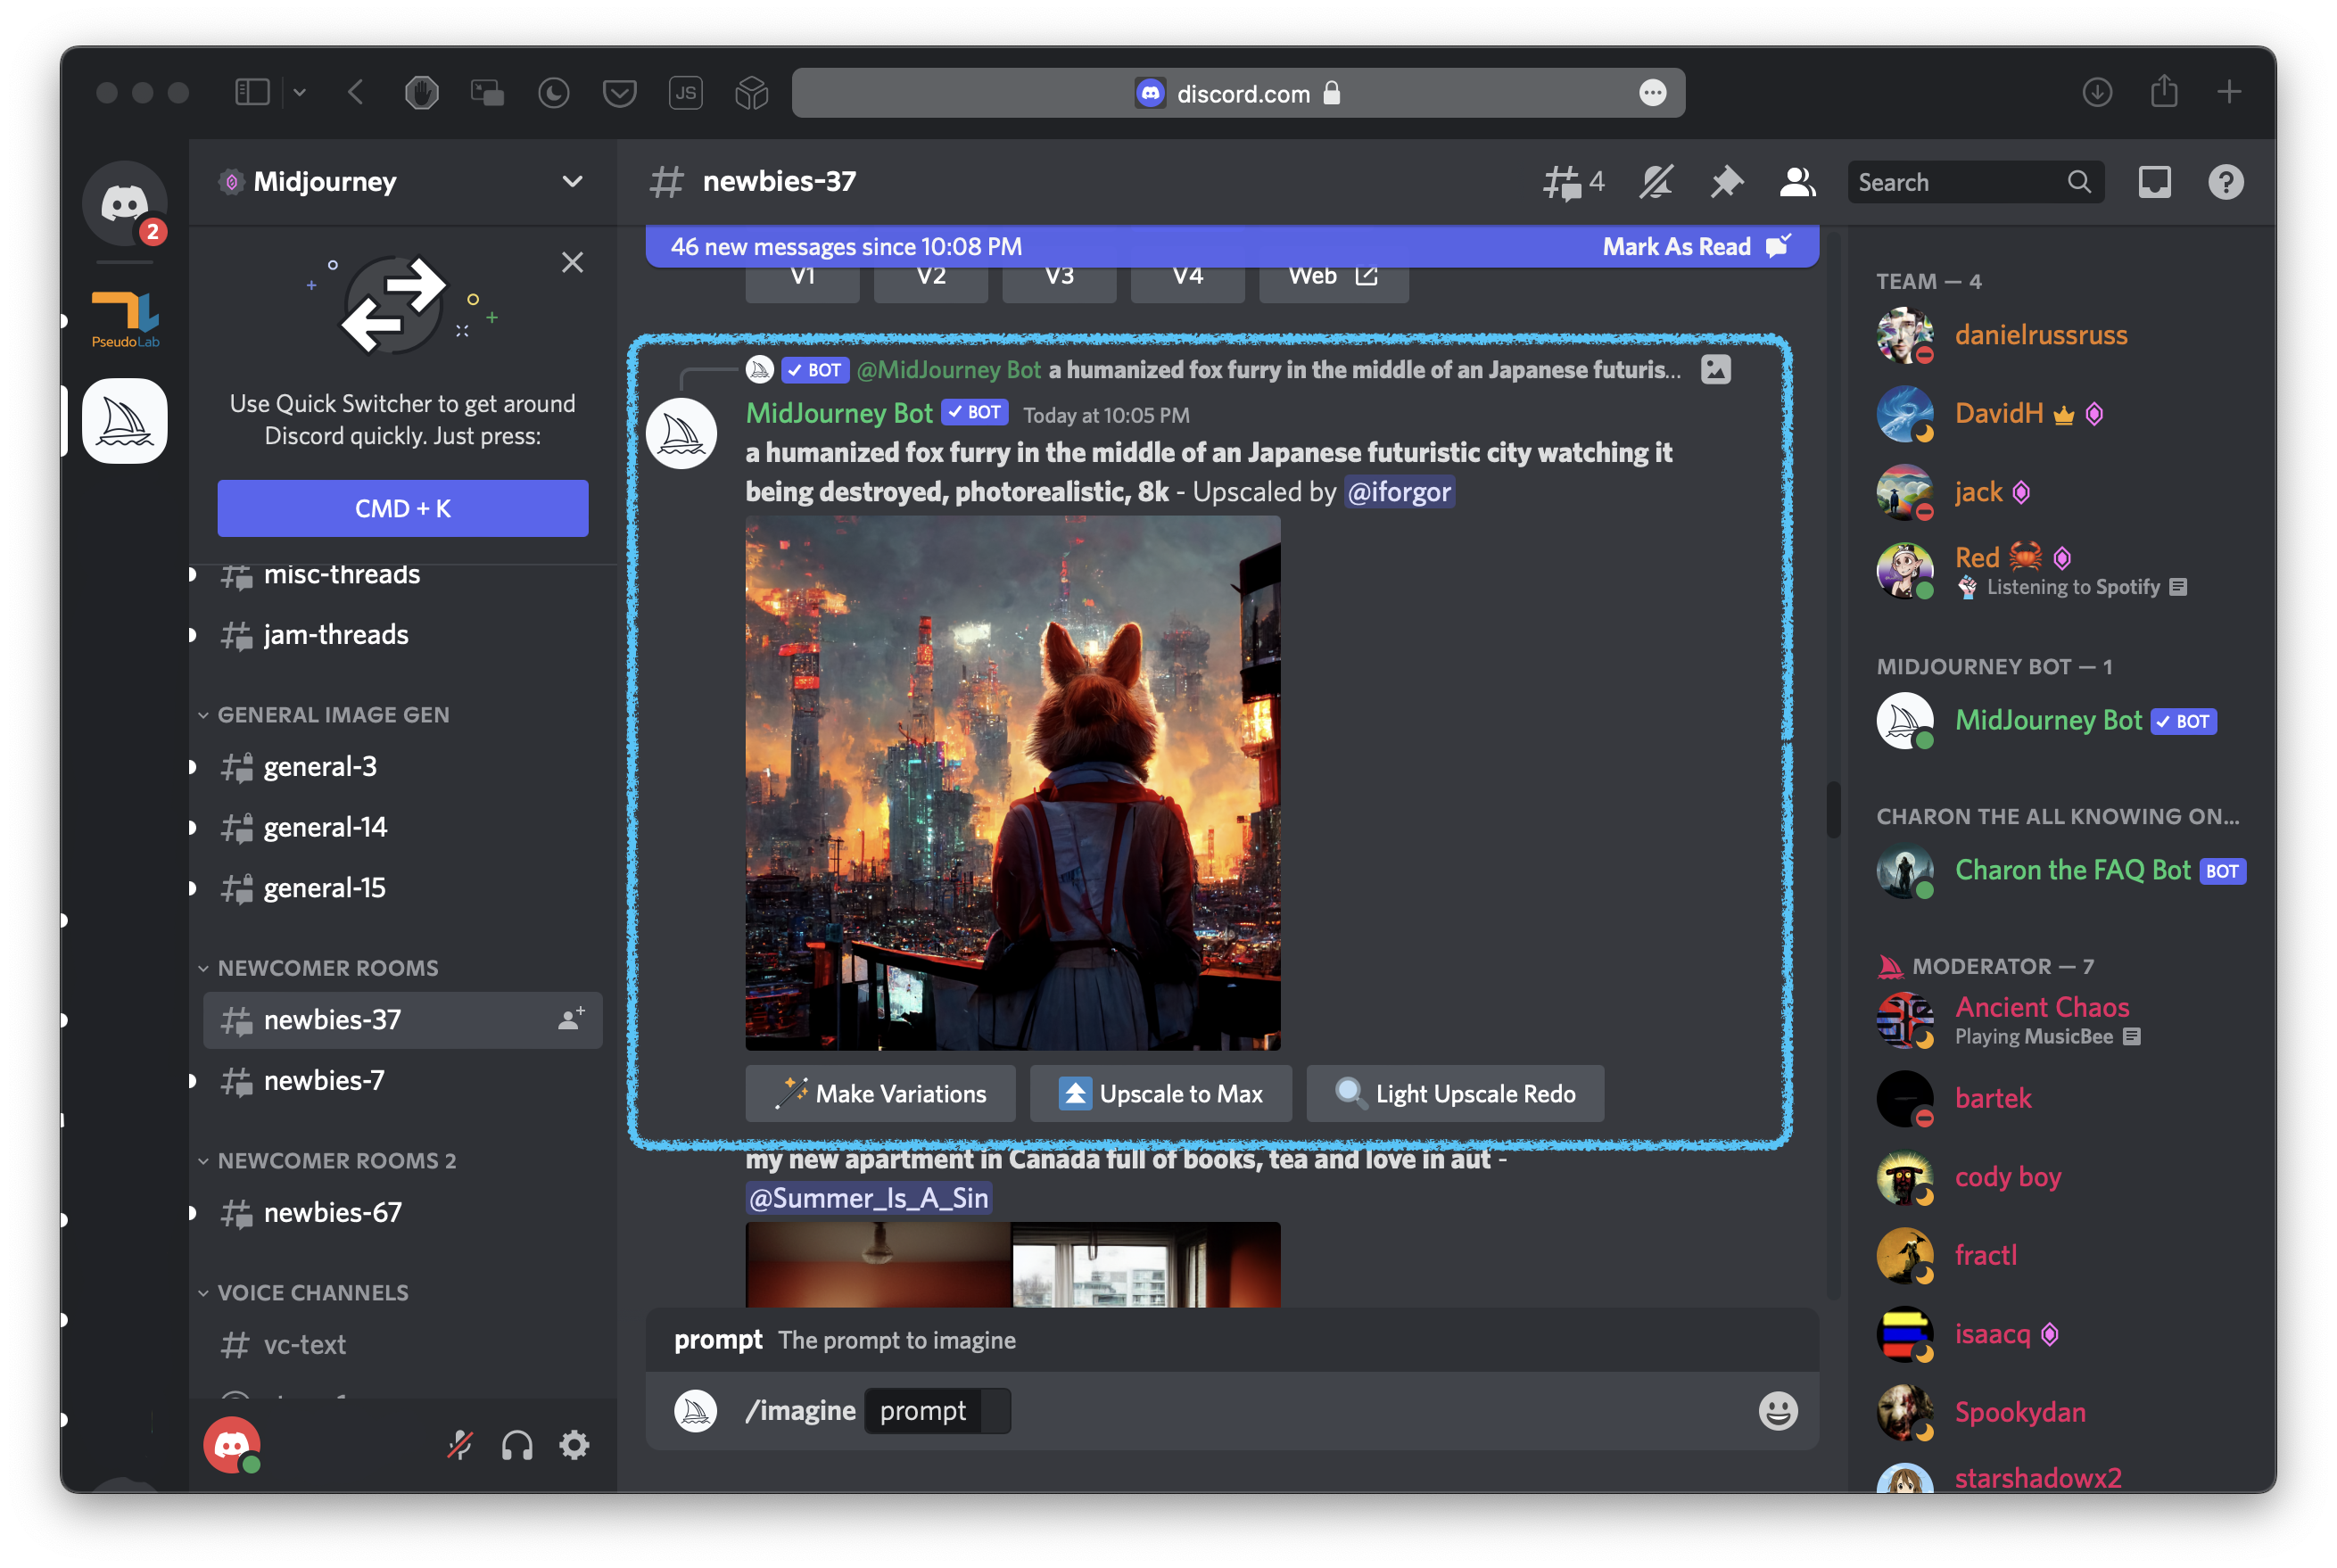 JS
discord.com
2
PseudoLab
Midjourney
Use Quick Switcher to get around
Discord quickly. Just press:
CMD + K
misc-threads
jam-threads
GENERAL IMAGE GEN
general-3
general-14
general-15
NEWCOMER ROOMS
newbies-37
newbies-7
NEWCOMER ROOMS 2
newbies-67
VOICE CHANNELS
vc-text
newbies-37
4
Search
46 new messages since 10:08 PM
Mark As Read
V1 V2 V3 V4 Web
BOT @MidJourney Bot a humanized fox furry in the middle of an Japanese futuris...
MidJourney Bot BOT Today at 10:05 PM
a humanized fox furry in the middle of an Japanese futuristic city watching it
being destroyed, photorealistic, 8k - Upscaled by @iforgor
Make Variations
Upscale to Max
Light Upscale Redo
my new apartment in Canada full of books, tea and love in aut -
@Summer_Is_A_Sin
prompt The prompt to imagine
/imagine prompt
TEAM — 4
danielrussruss
DavidH
jack
Red
Listening to Spotify
MIDJOURNEY BOT — 1
MidJourney Bot BOT
CHARON THE ALL KNOWING ON...
Charon the FAQ Bot BOT
MODERATOR — 7
Ancient Chaos
Playing MusicBee
bartek
cody boy
fractl
isaacq
Spookydan
starshadowx2